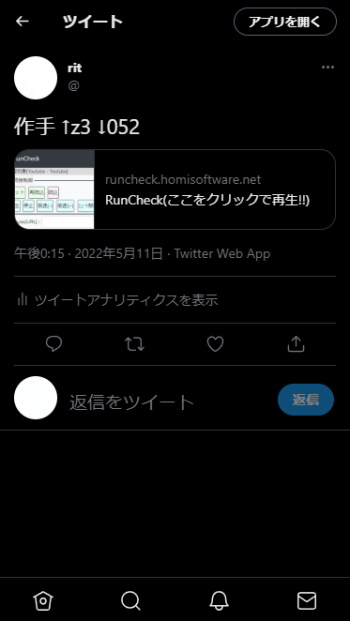 ツイート
アプリを開く
rit
@
作手 ↑z3 ↓052
RunCheck
runcheck.homisoftware.net
RunCheck(ここをクリックで再生!!)
午後0:15 · 2022年5月11日 · Twitter Web App
ツイートアナリティクスを表示
返信をツイート
返信